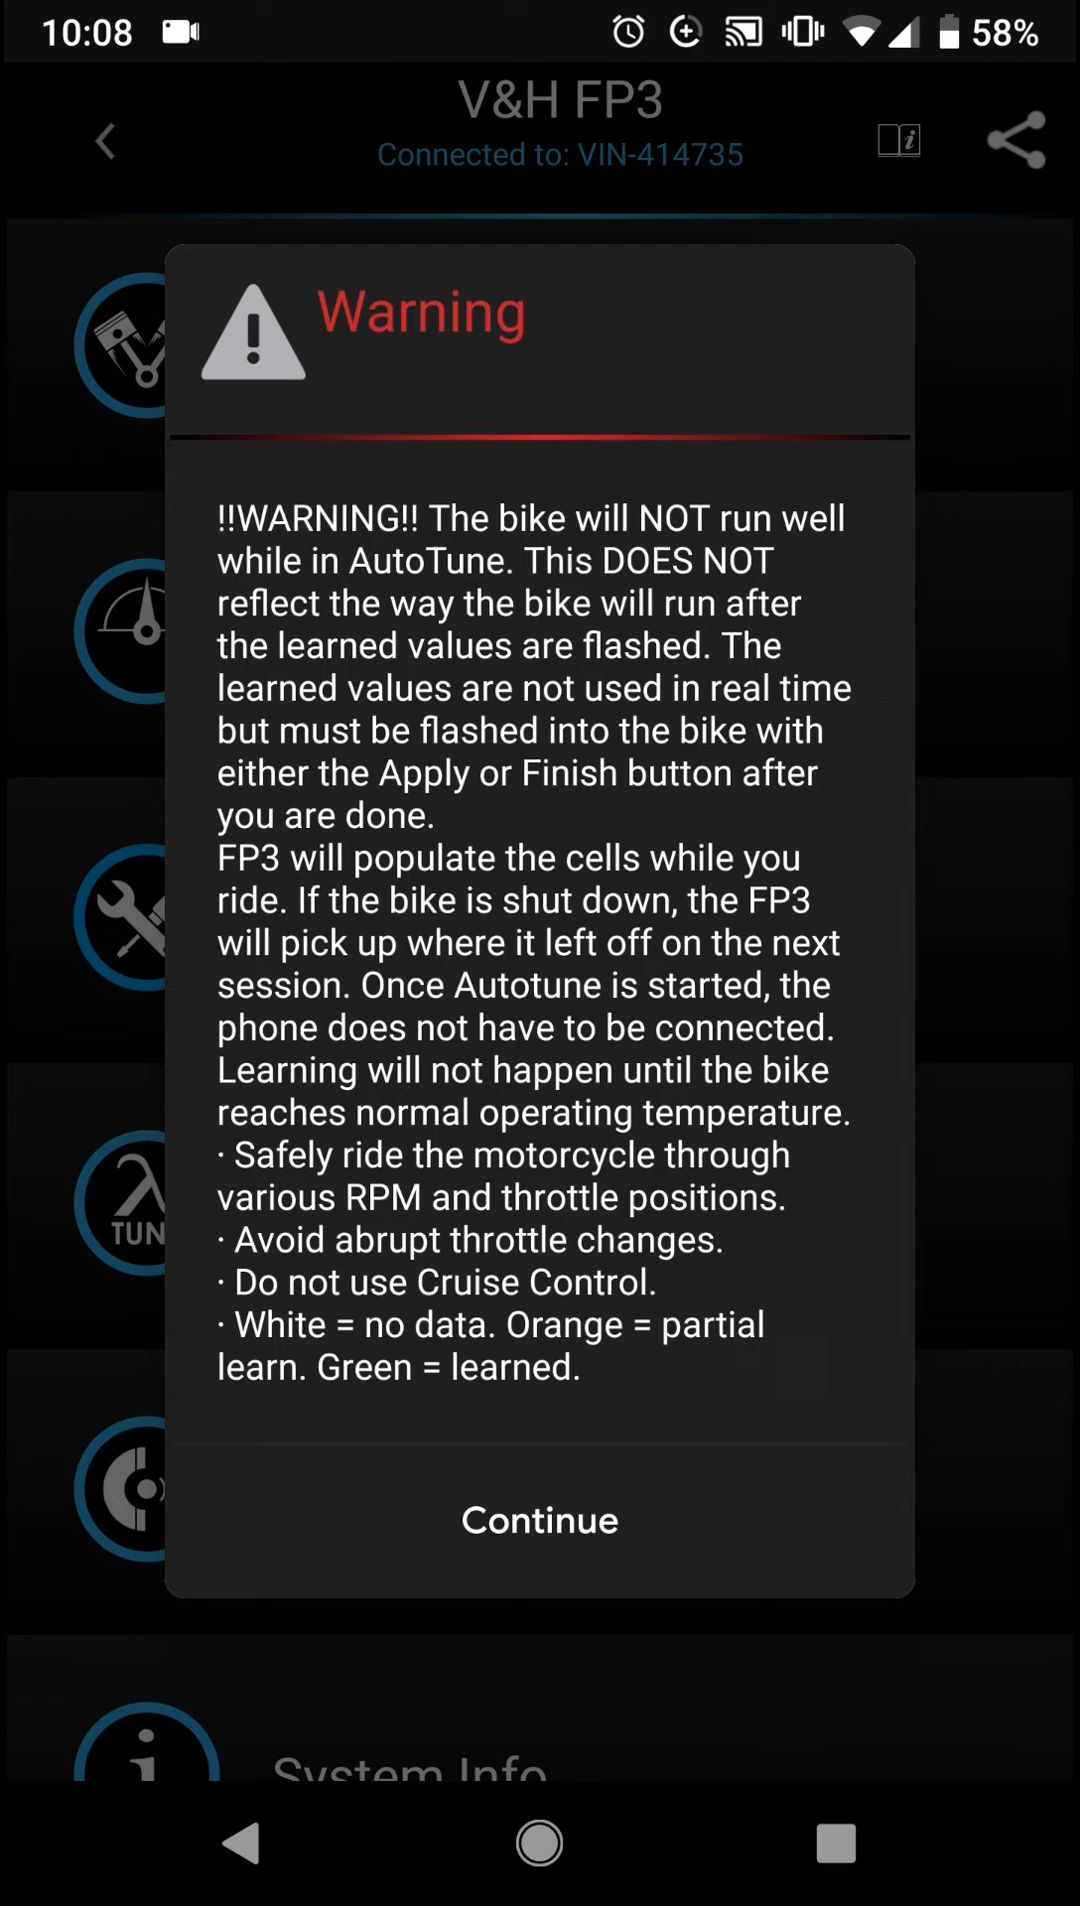 10:08
58%
V&H FP3
Connected to: VIN-414735
Warning
!!WARNING!! The bike will NOT run well
while in AutoTune. This DOES NOT
reflect the way the bike will run after
the learned values are flashed. The
learned values are not used in real time
but must be flashed into the bike with
either the Apply or Finish button after
you are done.
FP3 will populate the cells while you
ride. If the bike is shut down, the FP3
will pick up where it left off on the next
session. Once Autotune is started, the
phone does not have to be connected.
Learning will not happen until the bike
reaches normal operating temperature.
· Safely ride the motorcycle through
various RPM and throttle positions.
· Avoid abrupt throttle changes.
· Do not use Cruise Control.
· White = no data. Orange = partial
learn. Green = learned.
λ
TUN
Continue
System Info